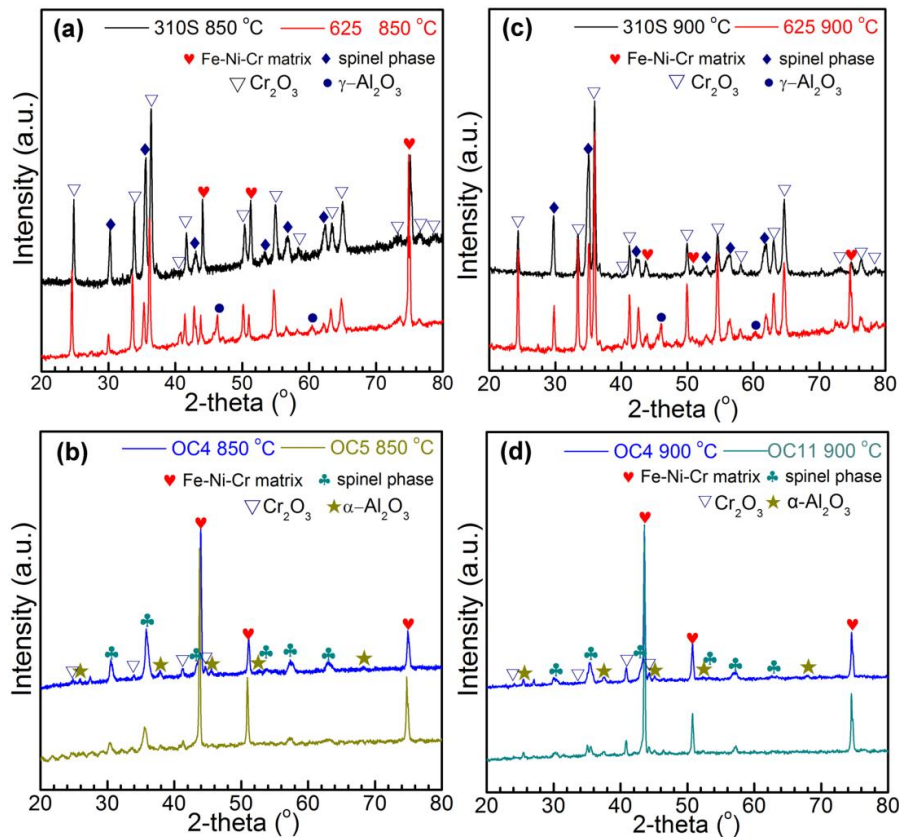 (a)
310S 850 °C 625 850 °C
♥ Fe-Ni-Cr matrix ♦ spinel phase
▽ Cr₂O₃ ● γ−Al₂O₃
Intensity (a.u.)
20 30 40 50 60 70 80
2-theta (°)
(c)
310S 900 °C 625 900 °C
♥ Fe-Ni-Cr matrix ♦ spinel phase
▽ Cr₂O₃ ● γ−Al₂O₃
Intensity (a.u.)
20 30 40 50 60 70 80
2-theta (°)
(b)
OC4 850 °C OC5 850 °C
♥ Fe-Ni-Cr matrix ♣ spinel phase
▽ Cr₂O₃ ★ α−Al₂O₃
Intensity (a.u.)
20 30 40 50 60 70 80
2-theta (°)
(d)
OC4 900 °C OC11 900 °C
♥ Fe-Ni-Cr matrix ♣ spinel phase
▽ Cr₂O₃ ★ α-Al₂O₃
Intensity (a.u.)
20 30 40 50 60 70 80
2-theta (°)